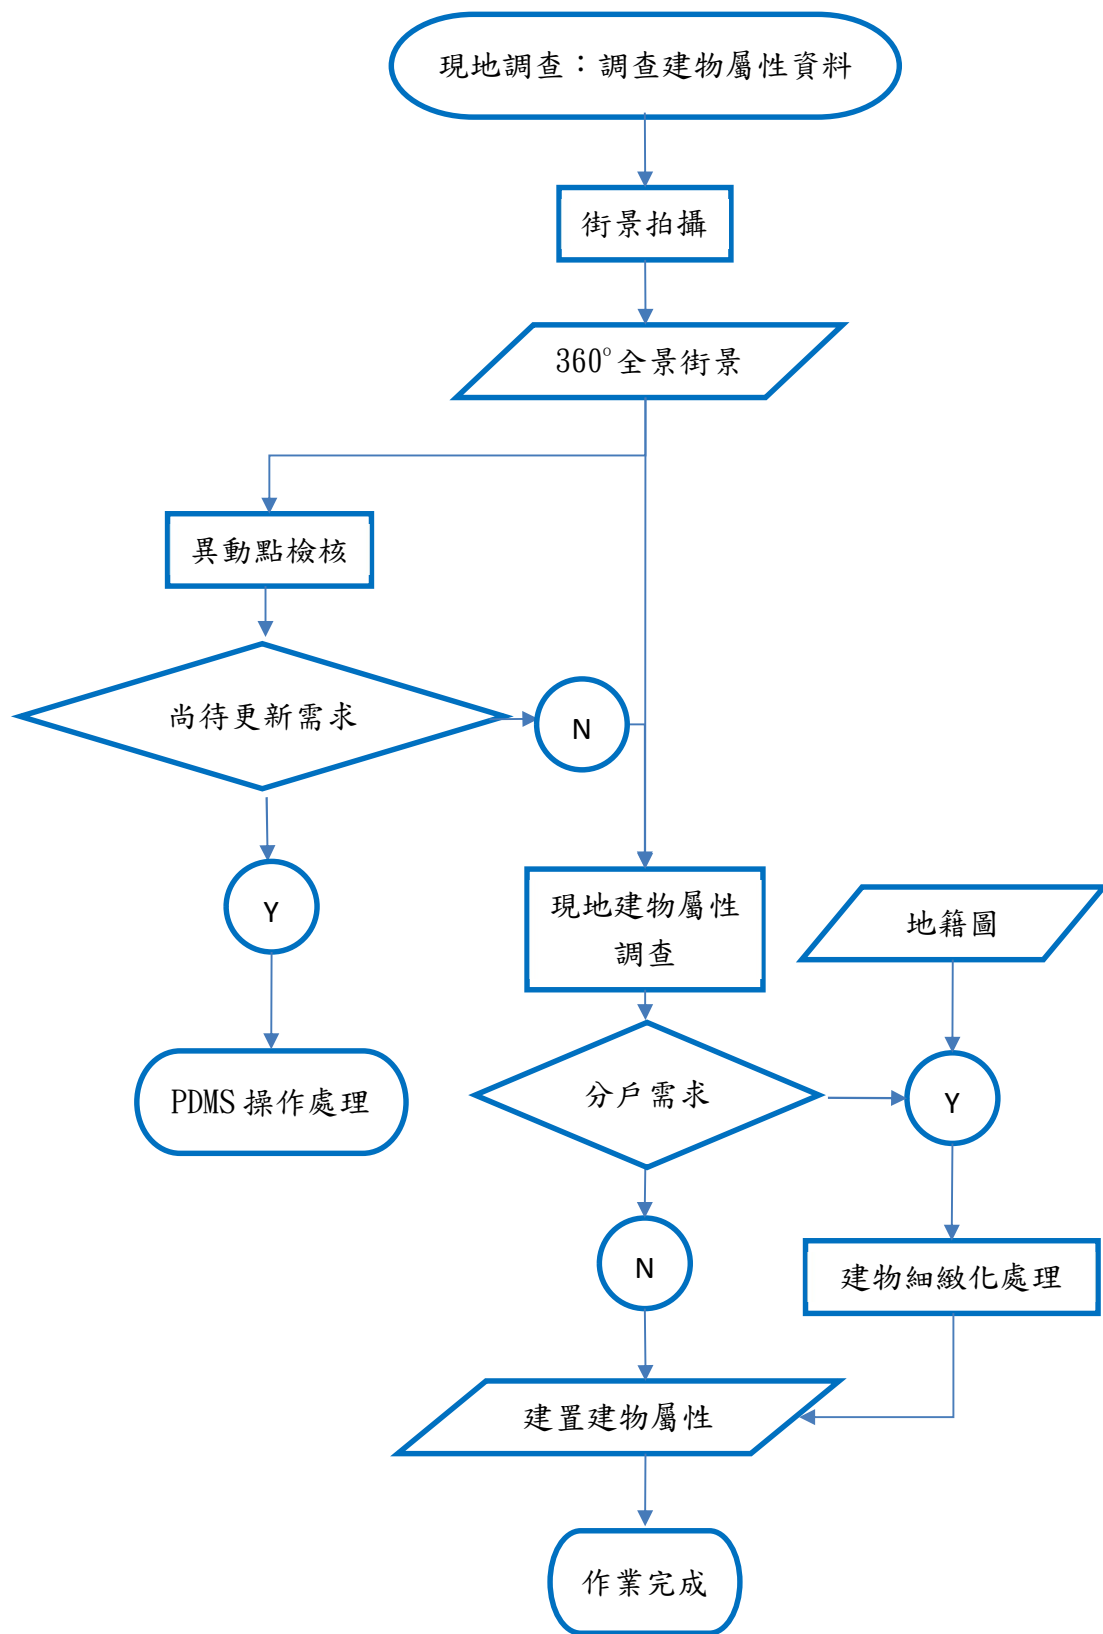 現地調查：調查建物屬性資料
街景拍攝
360°全景街景
異動點檢核
尚待更新需求
N
Y
現地建物屬性
調查
地籍圖
PDMS 操作處理
分戶需求
Y
N
建物細緻化處理
建置建物屬性
作業完成